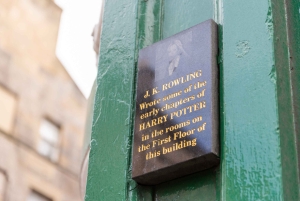 J. K. ROWLING
Wrote some of the
early chapters of
HARRY POTTER
in the rooms on
the First Floor of
this building